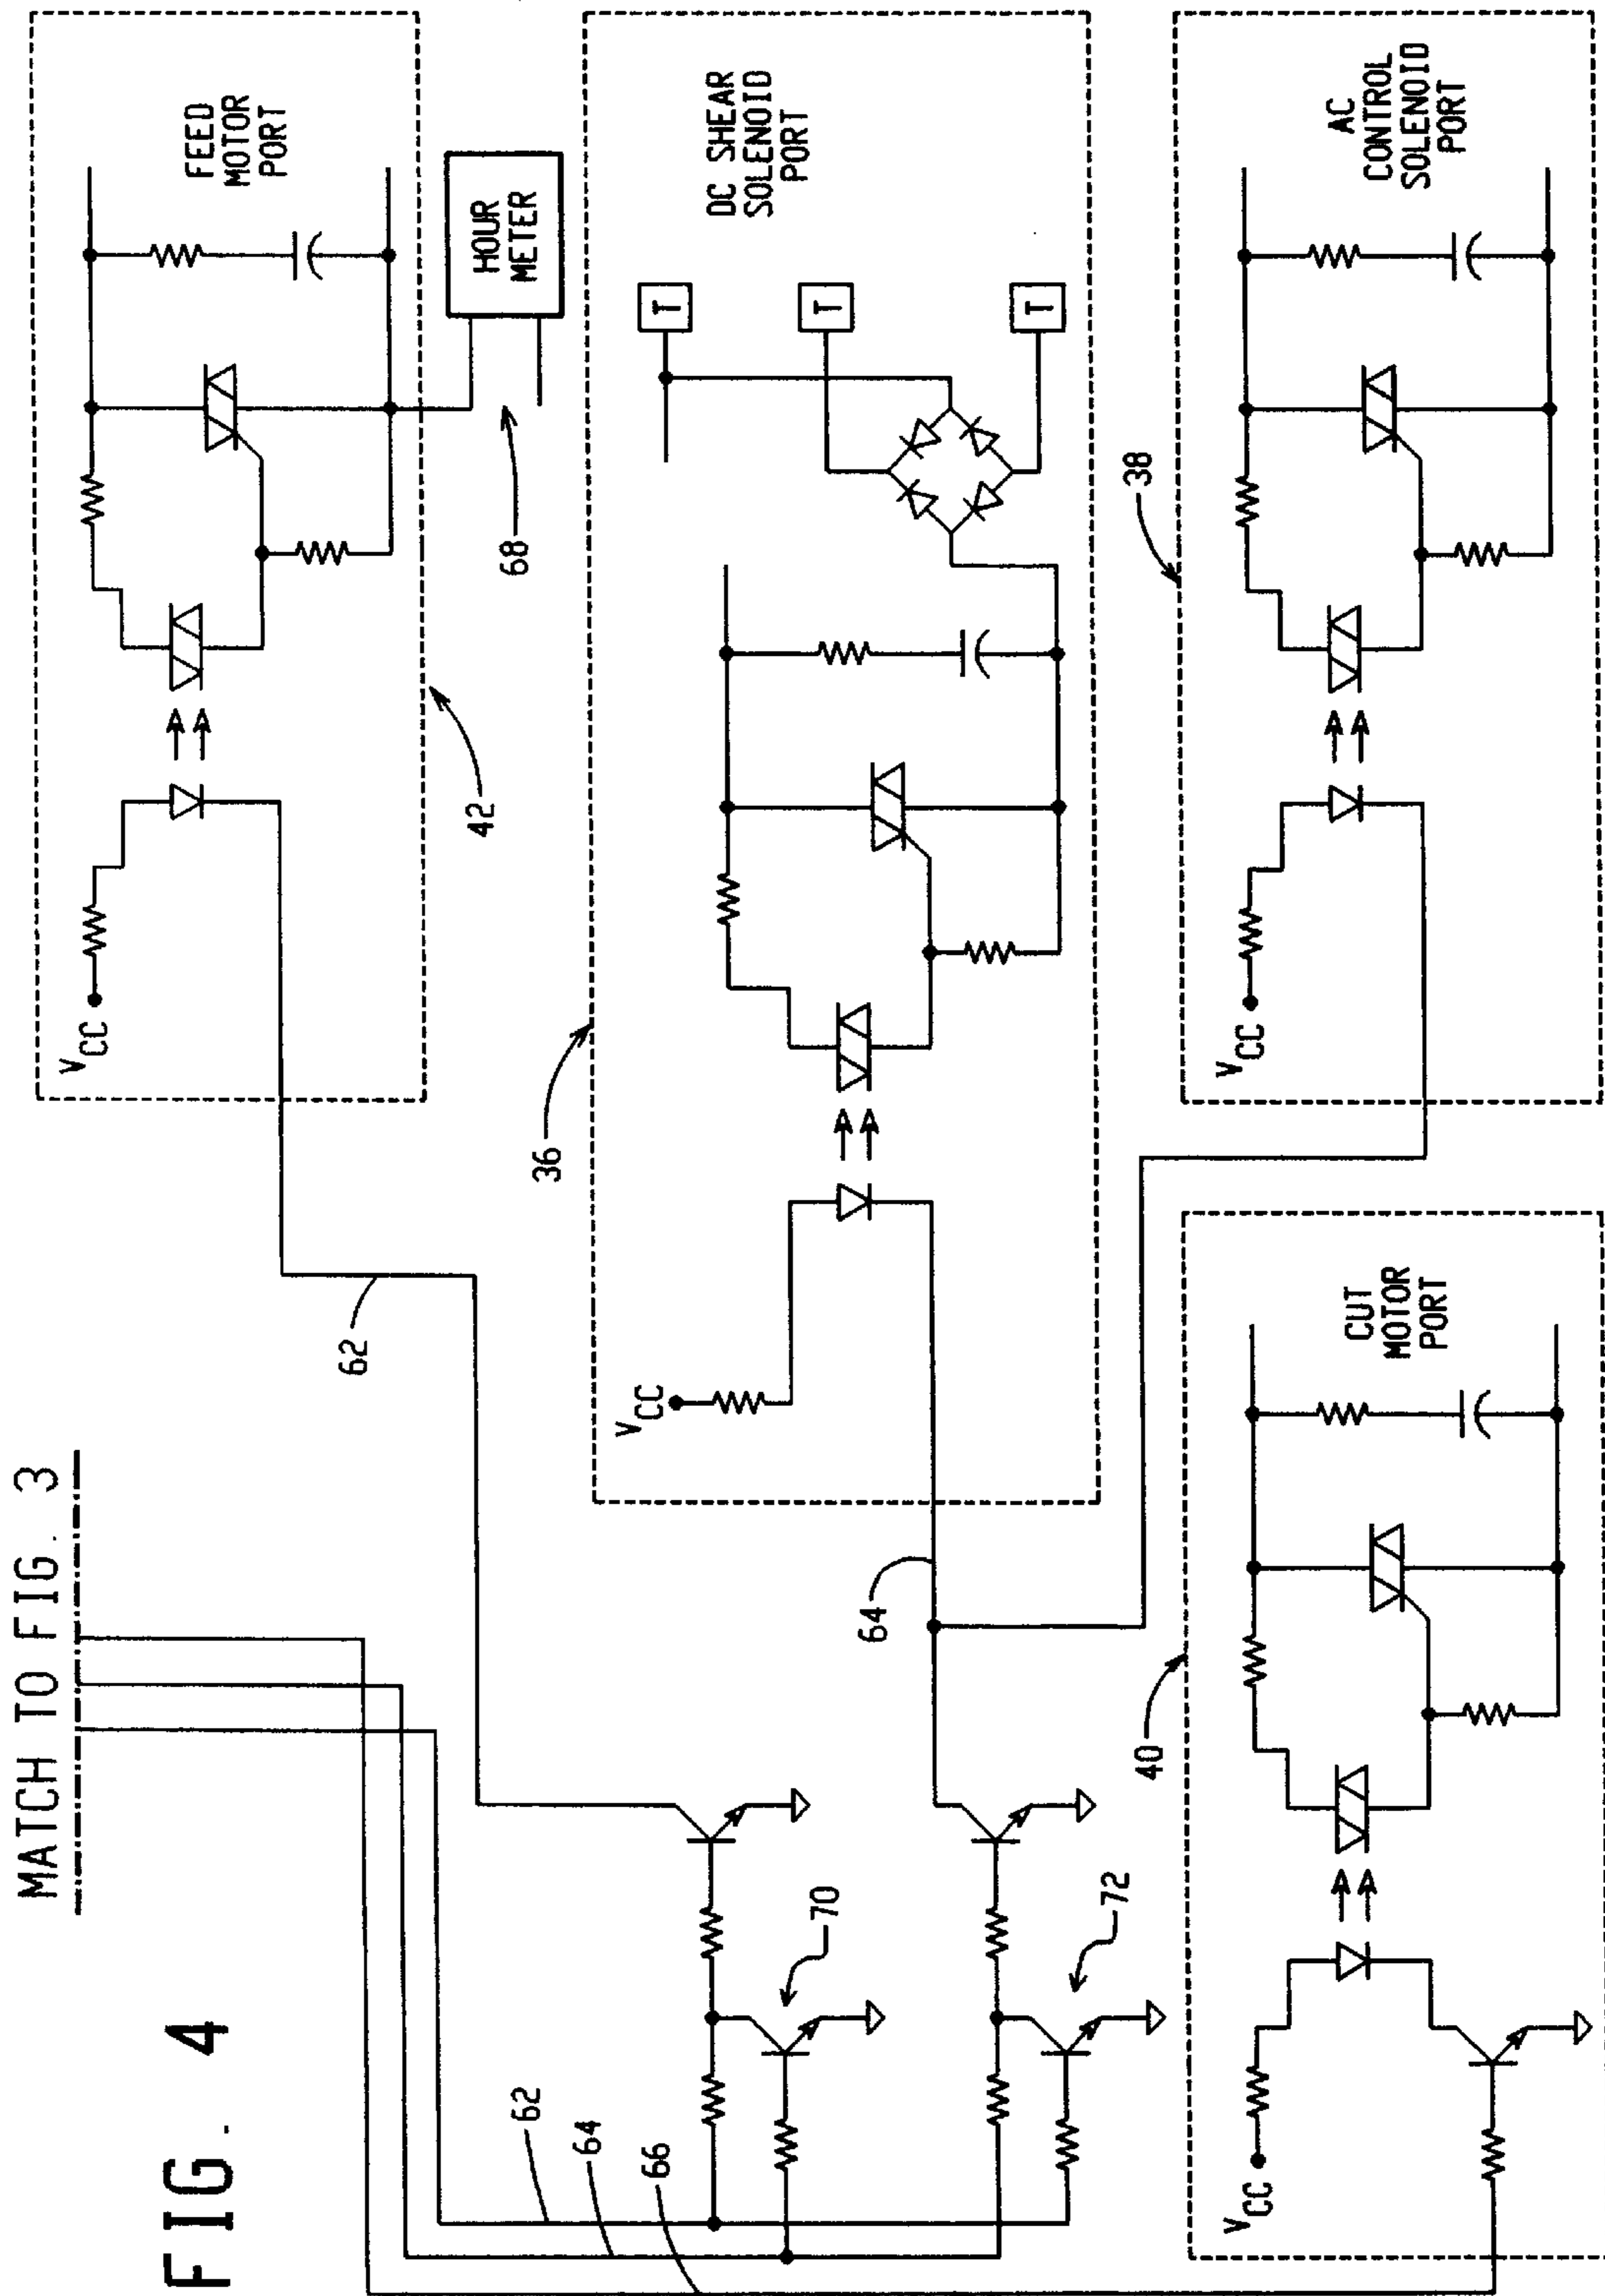 FIG. 4
MATCH TO FIG. 3
62
64
66
70
72
62
64
VCC
FEED
MOTOR
PORT
42
68
HOUR
METER
36
VCC
DC SHEAR
SOLENOID
PORT
T
T
T
38
VCC
AC
CONTROL
SOLENOID
PORT
40
VCC
CUT
MOTOR
PORT